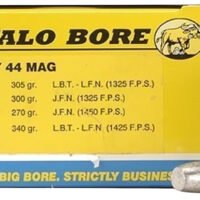 ALO BORE
44 MAG
305 gr. L.B.T. - L.F.N. (1325 F.P.S.)
300 gr. J.F.N. (1325 F.P.S.)
270 gr. J.F.N. (1450 F.P.S.)
340 gr. L.B.T. - L.F.N. (1425 F.P.S.)
BIG BORE. STRICTLY BUSINES